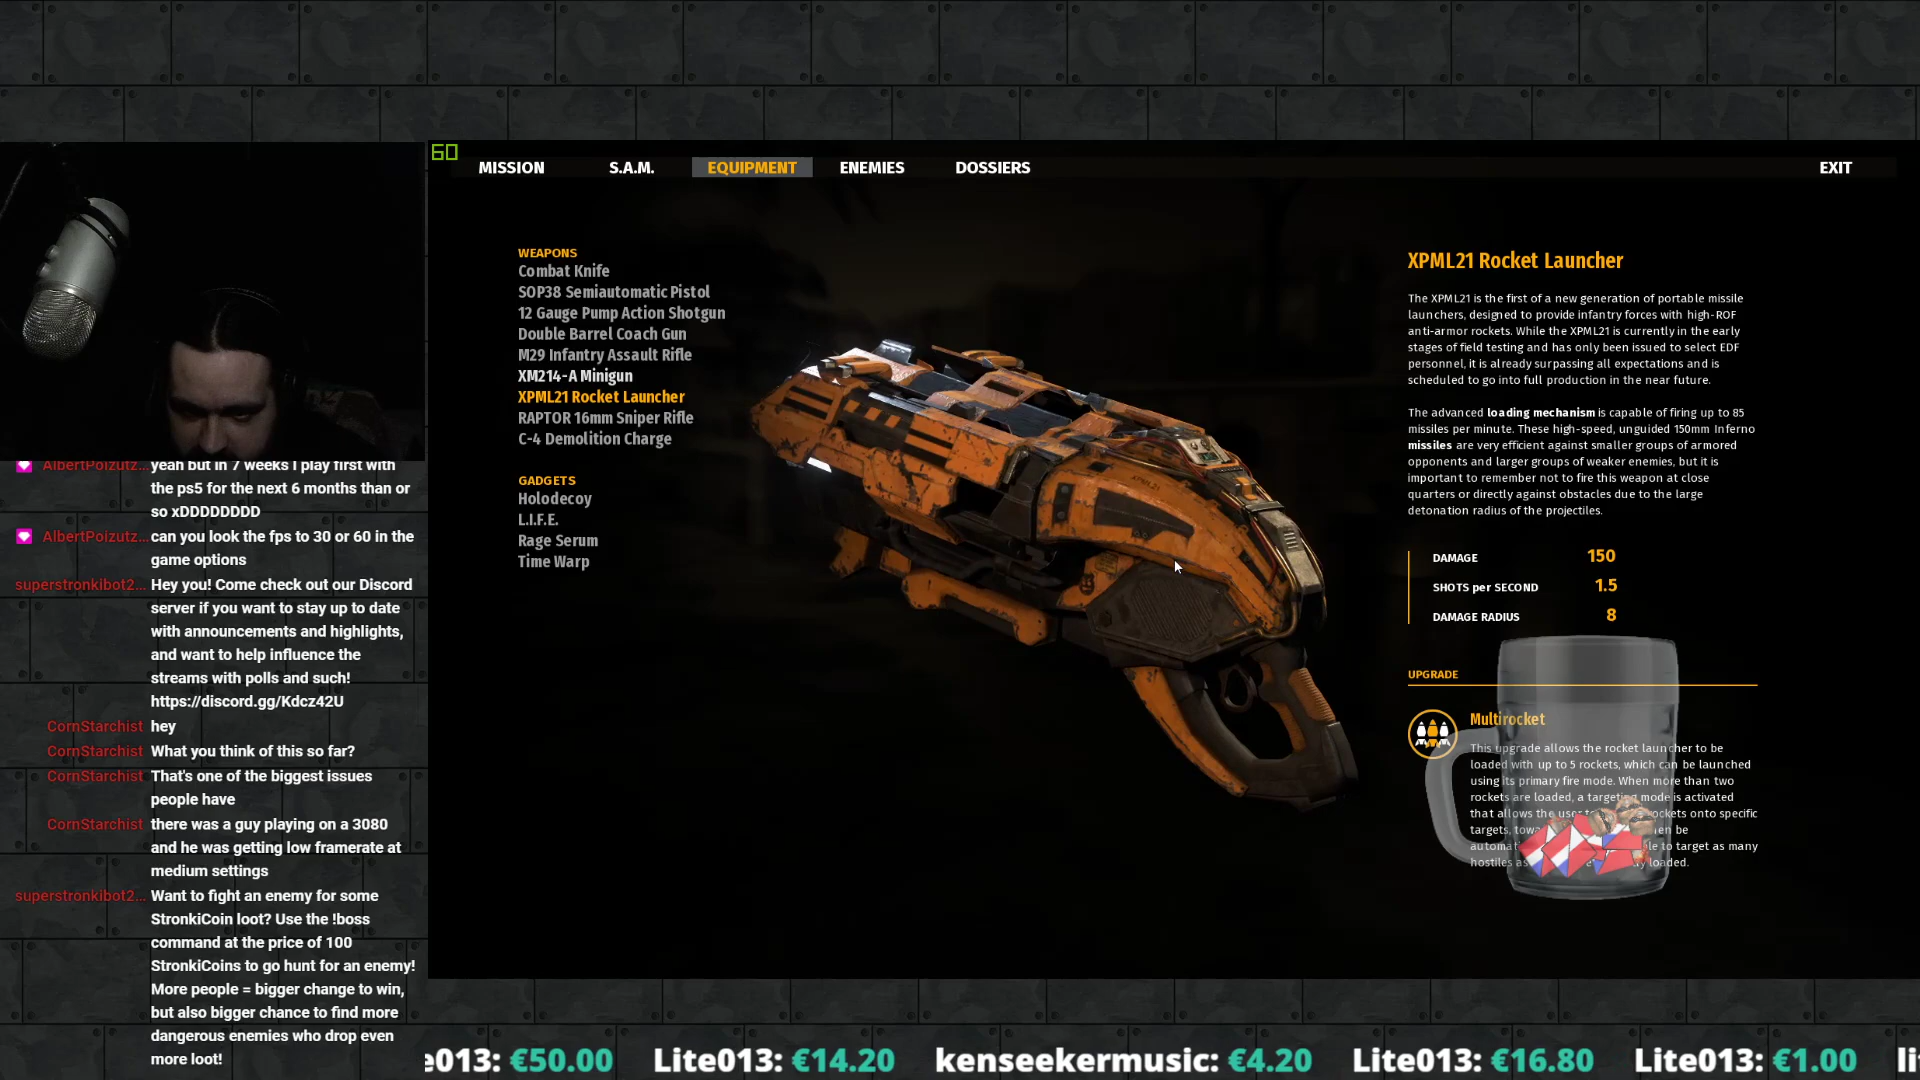 60
MISSION
S.A.M.
EQUIPMENT
ENEMIES
DOSSIERS
EXIT
WEAPONS
Combat Knife
SOP38 Semiautomatic Pistol
12 Gauge Pump Action Shotgun
Double Barrel Coach Gun
M29 Infantry Assault Rifle
XM214-A Minigun
XPML21 Rocket Launcher
RAPTOR 16mm Sniper Rifle
C-4 Demolition Charge
GADGETS
Holodecoy
L.I.F.E.
Rage Serum
Time Warp
XPML21 Rocket Launcher
The XPML21 is the first of a new generation of portable missile
launchers, designed to provide infantry forces with high-ROF
anti-armor rockets. While the XPML21 is currently in the early
stages of field testing and has only been issued to select EDF
personnel, it is already surpassing all expectations and is
scheduled to go into full production in the near future.
The advanced loading mechanism is capable of firing up to 85
missiles per minute. These high-speed, unguided 150mm Inferno
missiles are very efficient against smaller groups of armored
opponents and larger groups of weaker enemies, but it is
important to remember not to fire this weapon at close
quarters or directly against obstacles due to the large
detonation radius of the projectiles.
DAMAGE 150
SHOTS per SECOND 1.5
DAMAGE RADIUS 8
UPGRADE
Multirocket
This upgrade allows the rocket launcher to be
loaded with up to 5 rockets, which can be launched
using its primary fire mode. When more than two
rockets are loaded, a targeting mode is activated
that allows the user to rockets onto specific
targets, be
to target as many
hostiles loaded.
AlbertPoizutz... yeah but in 7 weeks I play first with
the ps5 for the next 6 months than or
so xDDDDDDDD
AlbertPoizutz... can you look the fps to 30 or 60 in the
game options
superstronkibot2... Hey you! Come check out our Discord
server if you want to stay up to date
with announcements and highlights,
and want to help influence the
streams with polls and such!
https://discord.gg/Kdcz42U
CornStarchist hey
CornStarchist What you think of this so far?
CornStarchist That's one of the biggest issues
people have
CornStarchist there was a guy playing on a 3080
and he was getting low framerate at
medium settings
superstronkibot2... Want to fight an enemy for some
StronkiCoin loot? Use the !boss
command at the price of 100
StronkiCoins to go hunt for an enemy!
More people = bigger change to win,
but also bigger chance to find more
dangerous enemies who drop even
more loot!
e013: €50.00 Lite013: €14.20 kenseekermusic: €4.20 Lite013: €16.80 Lite013: €1.00 li